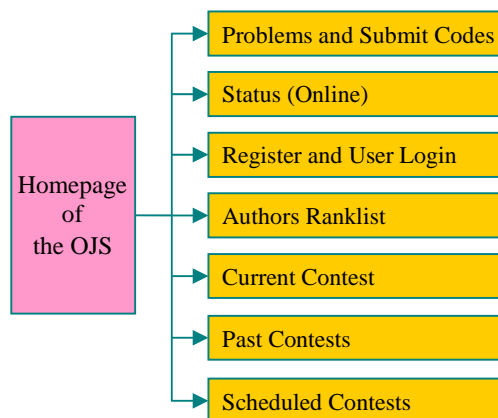 Homepage
of
the OJS
Problems and Submit Codes
Status (Online)
Register and User Login
Authors Ranklist
Current Contest
Past Contests
Scheduled Contests